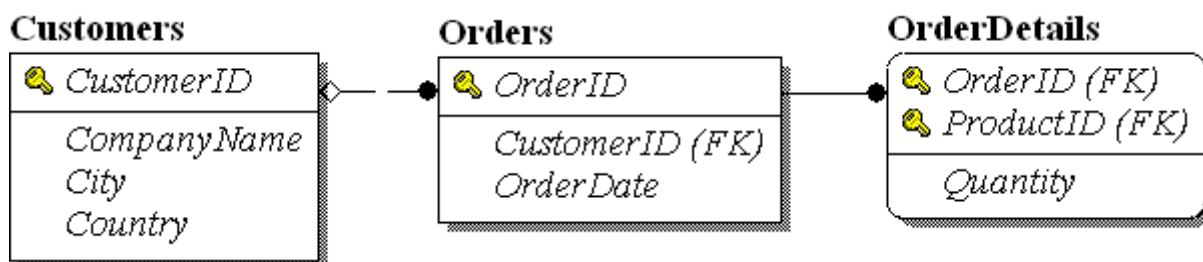 Customers
CustomerID
CompanyName
City
Country
Orders
OrderID
CustomerID (FK)
OrderDate
OrderDetails
OrderID (FK)
ProductID (FK)
Quantity